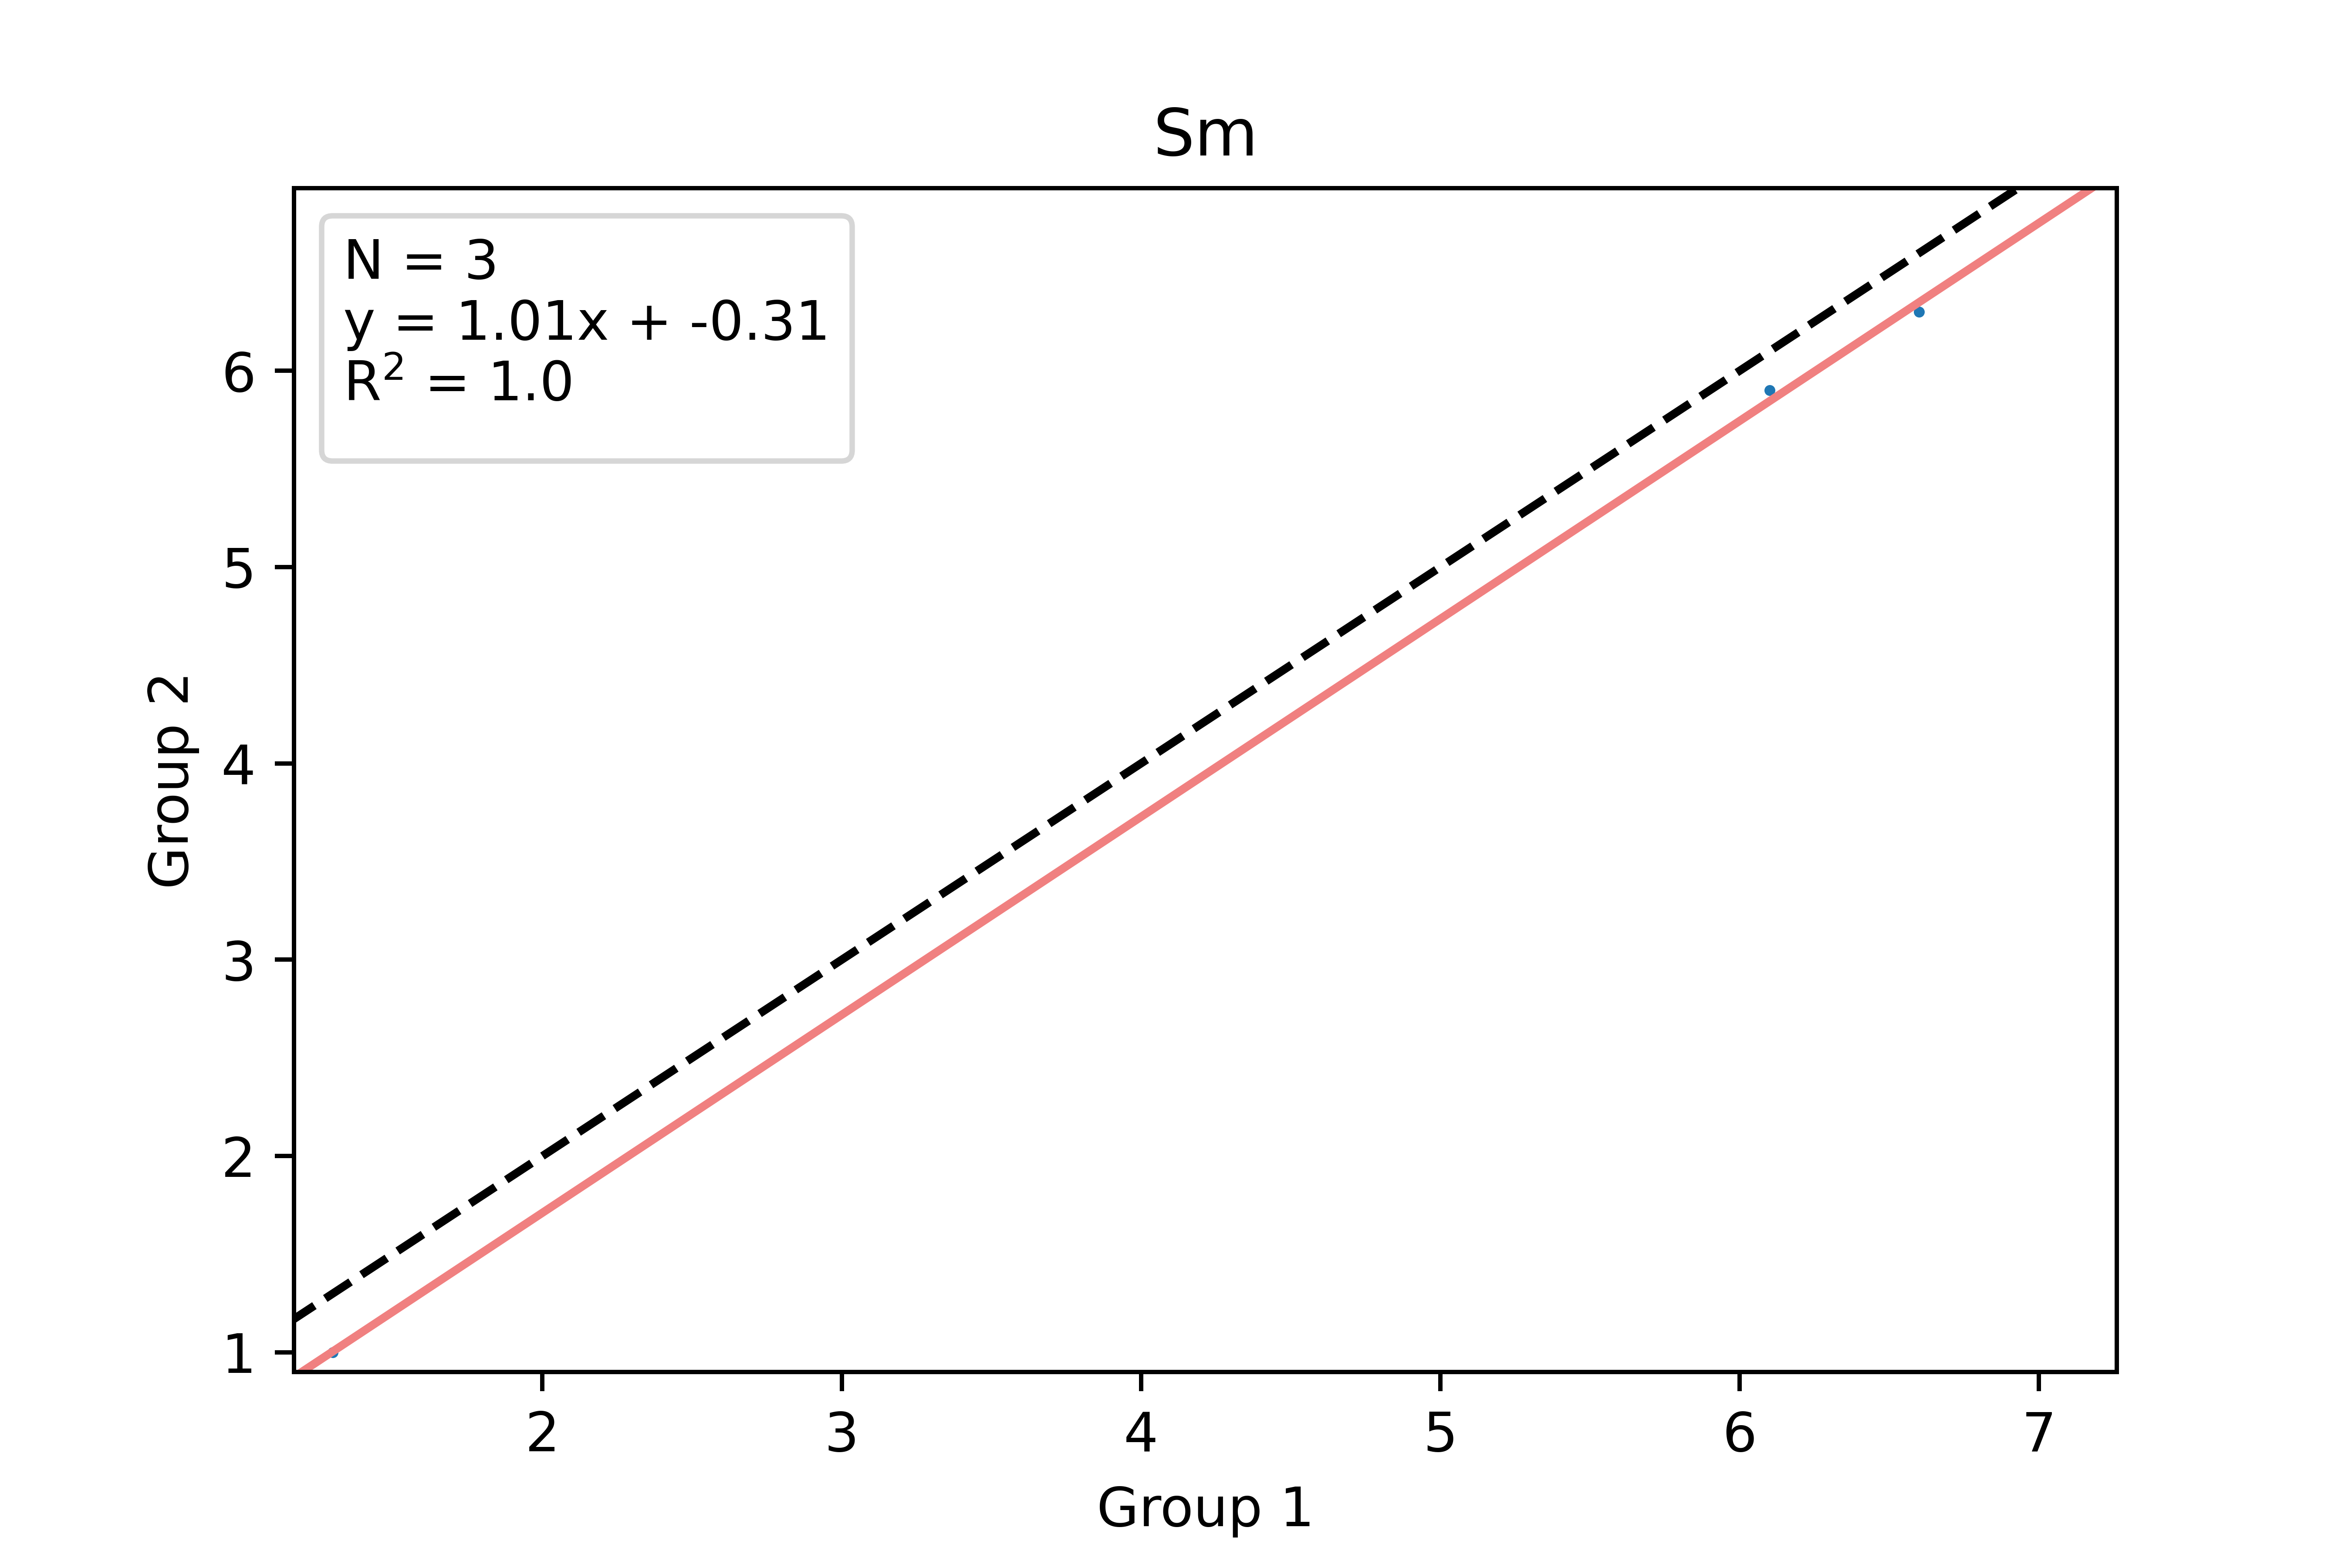 Sm
N = 3
y = 1.01x + -0.31
R² = 1.0
6
5
4
3
2
1
Group 2
2 3 4 5 6 7
Group 1